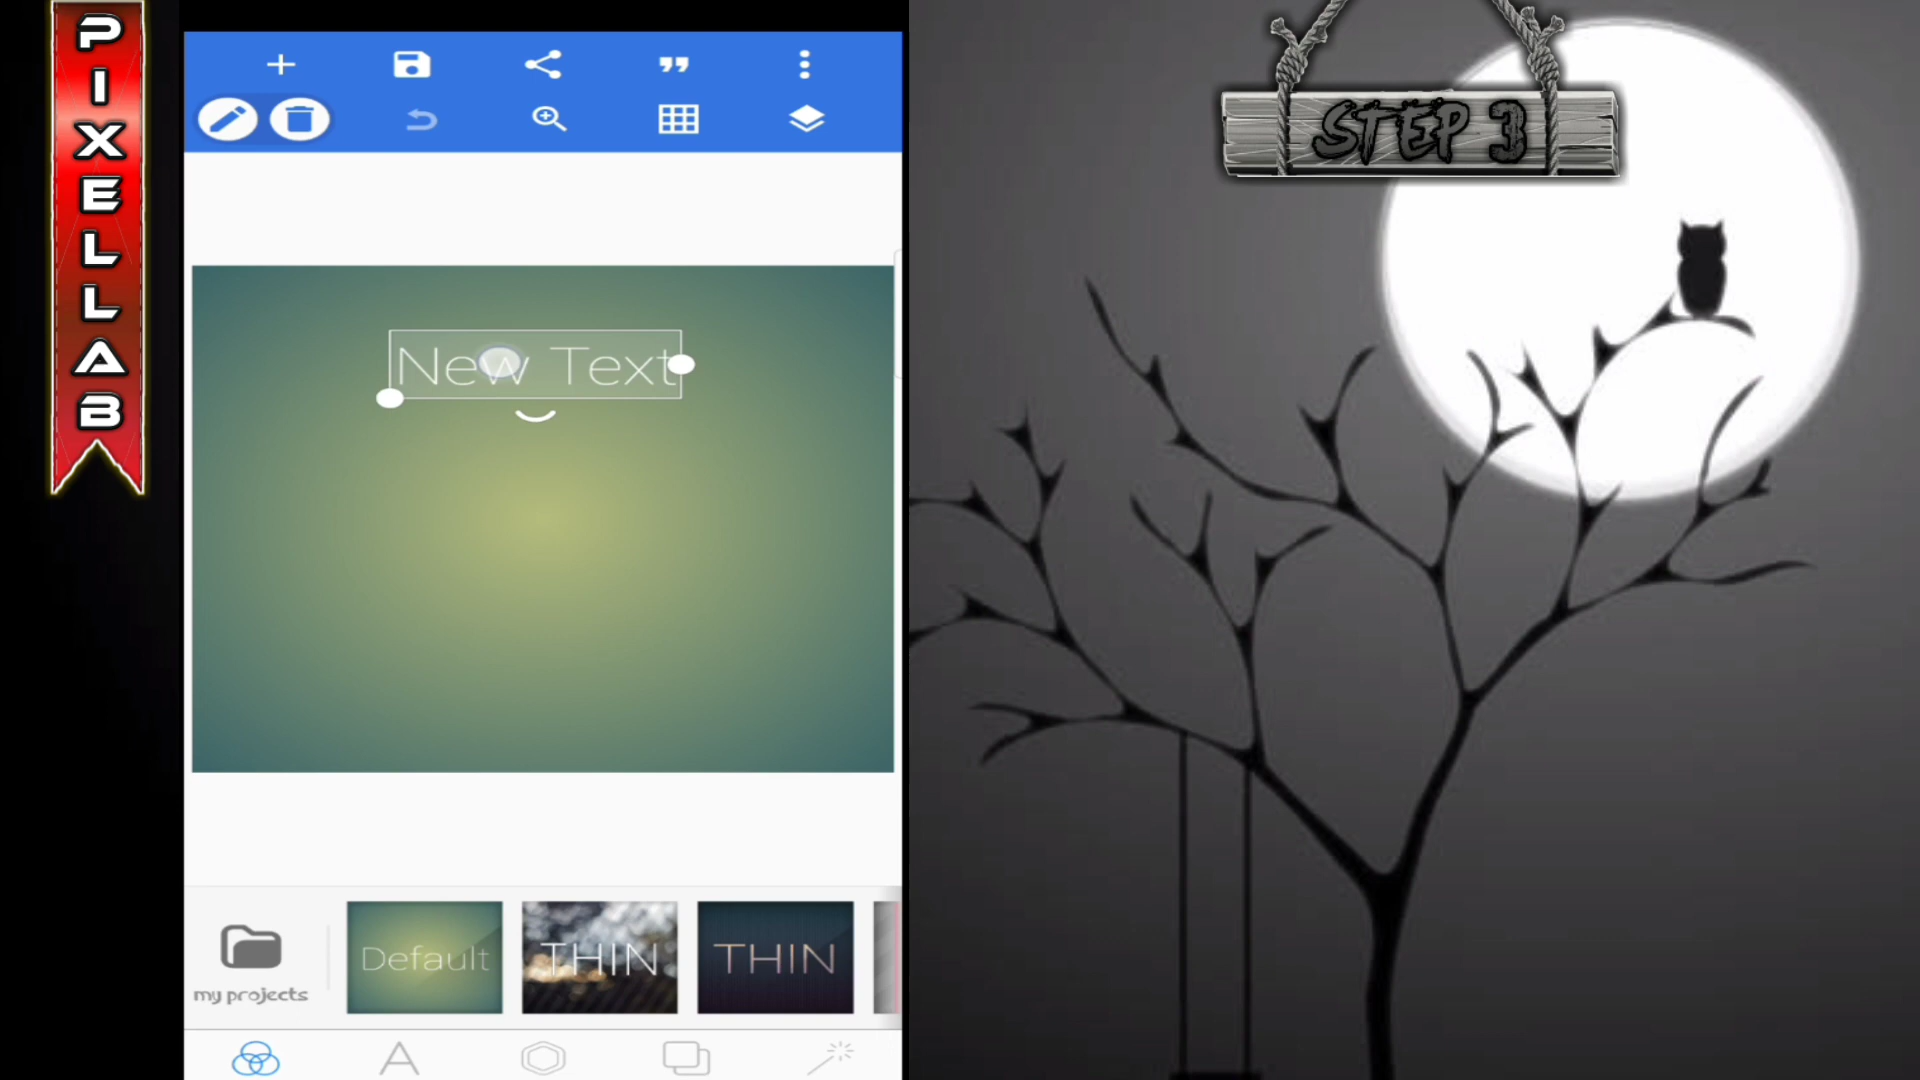 PIXELLAB
STEP 3
New Text
my projects
Default
THIN
THIN